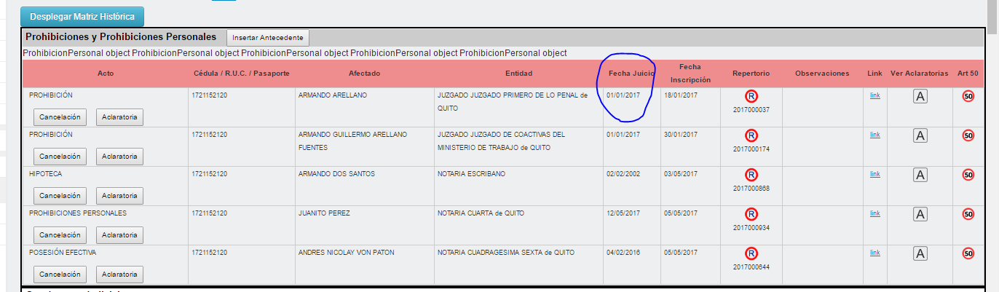 Desplegar Matriz Histórica
Prohibiciones y Prohibiciones Personales Insertar Antecedente
ProhibicionPersonal object ProhibicionPersonal object ProhibicionPersonal object ProhibicionPersonal object ProhibicionPersonal object
Acto Cédula / R.U.C. / Pasaporte Afectado Entidad Fecha Juicio Fecha Inscripción Repertorio Observaciones Link Ver Aclaratorias Art 50
PROHIBICIÓN 1721152120 ARMANDO ARELLANO JUZGADO JUZGADO PRIMERO DE LO PENAL de 01/01/2017 18/01/2017 R link A 50
QUITO 2017000037
Cancelación Aclaratoria
PROHIBICIÓN 1721152120 ARMANDO GUILLERMO ARELLANO JUZGADO JUZGADO DE COACTIVAS DEL 01/01/2017 30/01/2017 R link A 50
FUENTES MINISTERIO DE TRABAJO de QUITO 2017000174
Cancelación Aclaratoria
HIPOTECA 1721152120 ARMANDO DOS SANTOS NOTARIA ESCRIBANO 02/02/2002 03/05/2017 R link A 50
2017000868
Cancelación Aclaratoria
PROHIBICIONES PERSONALES 1721152120 JUANITO PEREZ NOTARIA CUARTA de QUITO 12/05/2017 05/05/2017 R link A 50
2017000934
Cancelación Aclaratoria
POSESIÓN EFECTIVA 1721152120 ANDRES NICOLAY VON PATON NOTARIA CUADRAGESIMA SEXTA de QUITO 04/02/2016 05/05/2017 R link A 50
2017000644
Cancelación Aclaratoria